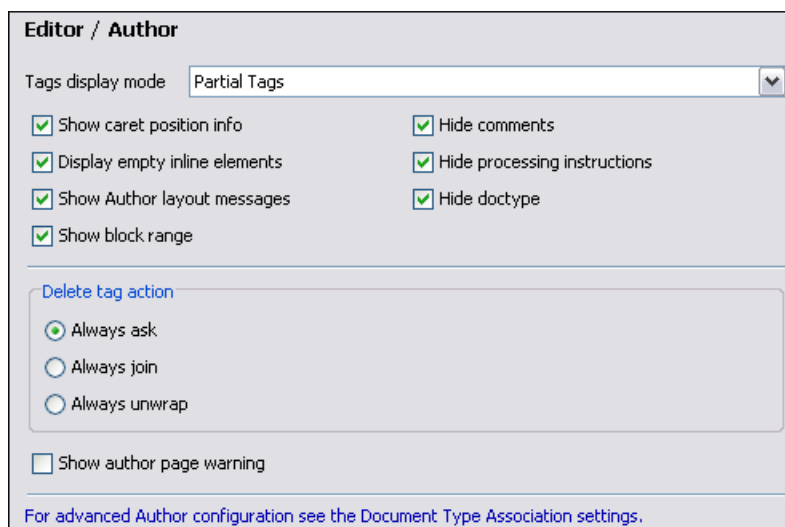 Editor / Author
Tags display mode Partial Tags
Show caret position info Hide comments
Display empty inline elements Hide processing instructions
Show Author layout messages Hide doctype
Show block range
Delete tag action
Always ask
Always join
Always unwrap
Show author page warning
For advanced Author configuration see the Document Type Association settings.